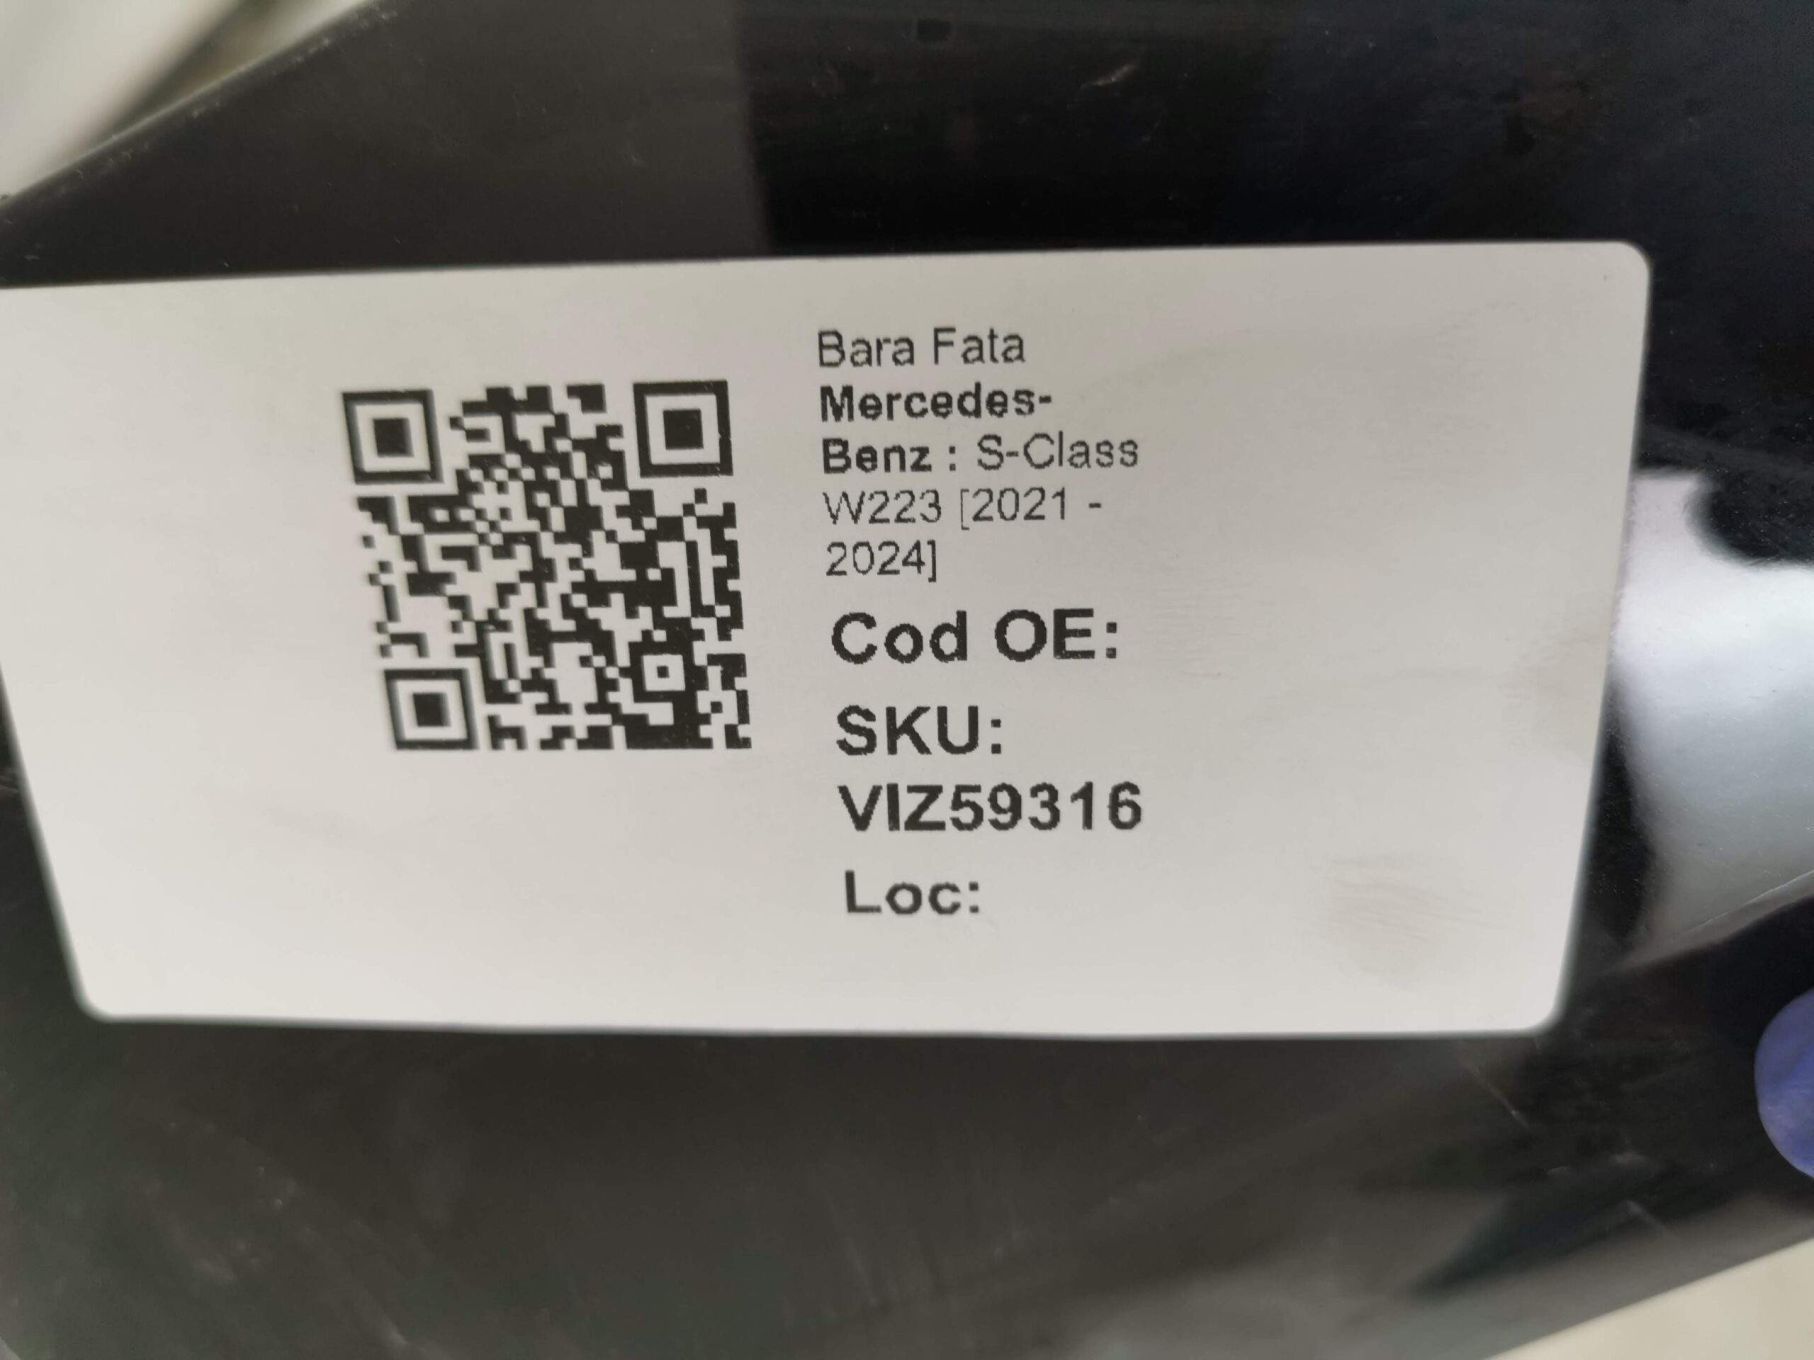 Bara Fata
Mercedes-
Benz : S-Class
W223 [2021 -
2024]
Cod OE:
SKU:
VIZ59316
Loc: